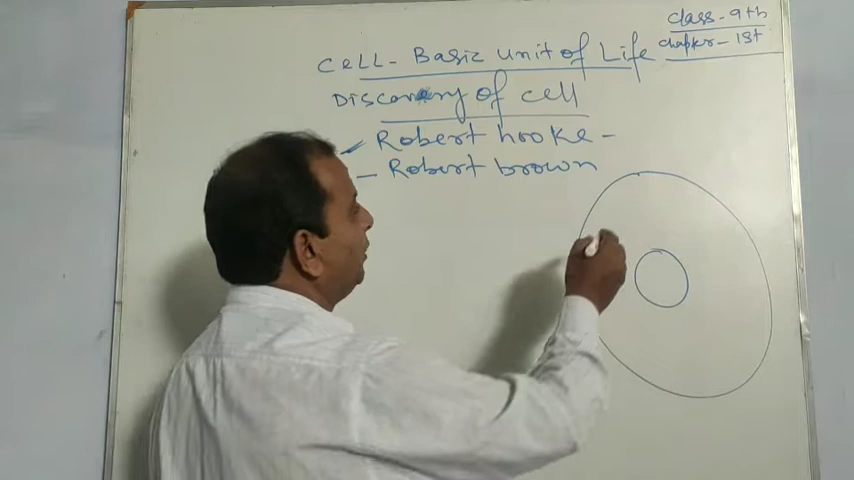 Class - 9th
Chapter - 1st
Cell - Basic Unit of Life
Discovery of cell
Robert hooke -
- Robert brown